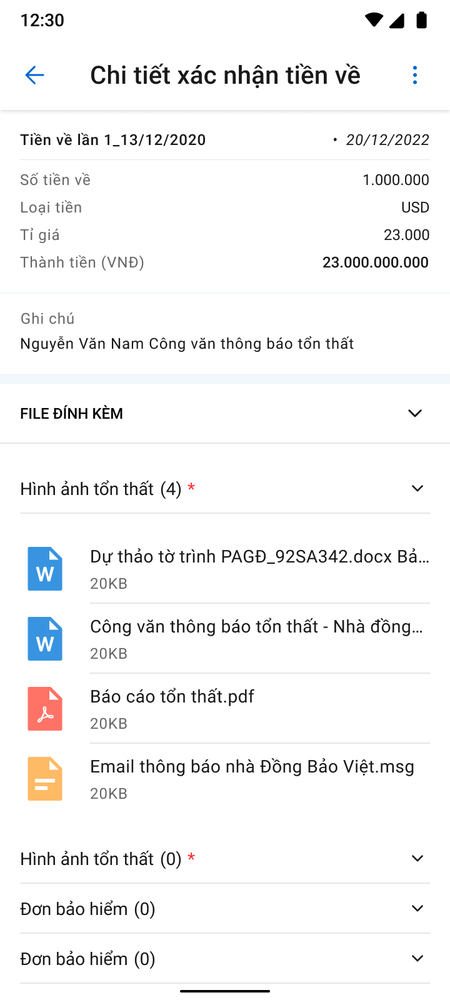 12:30
Chi tiết xác nhận tiền về
Tiền về lần 1_13/12/2020 • 20/12/2022
Số tiền về 1.000.000
Loại tiền USD
Tỉ giá 23.000
Thành tiền (VNĐ) 23.000.000.000
Ghi chú
Nguyễn Văn Nam Công văn thông báo tổn thất
FILE ĐÍNH KÈM
Hình ảnh tổn thất (4) *
W
Dự thảo tờ trình PAGĐ_92SA342.docx Bả...
20KB
W
Công văn thông báo tổn thất - Nhà đồng...
20KB
Báo cáo tổn thất.pdf
20KB
Email thông báo nhà Đồng Bảo Việt.msg
20KB
Hình ảnh tổn thất (0) *
Đơn bảo hiểm (0)
Đơn bảo hiểm (0)